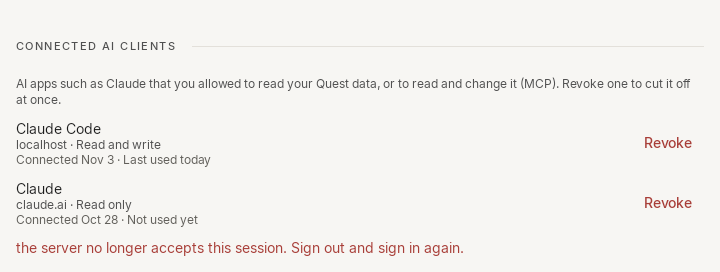 CONNECTED AI CLIENTS
AI apps such as Claude that you allowed to read your Quest data, or to read and change it (MCP). Revoke one to cut it off
at once.
Claude Code
localhost · Read and write
Connected Nov 3 · Last used today
Revoke
Claude
claude.ai · Read only
Connected Oct 28 · Not used yet
Revoke
the server no longer accepts this session. Sign out and sign in again.